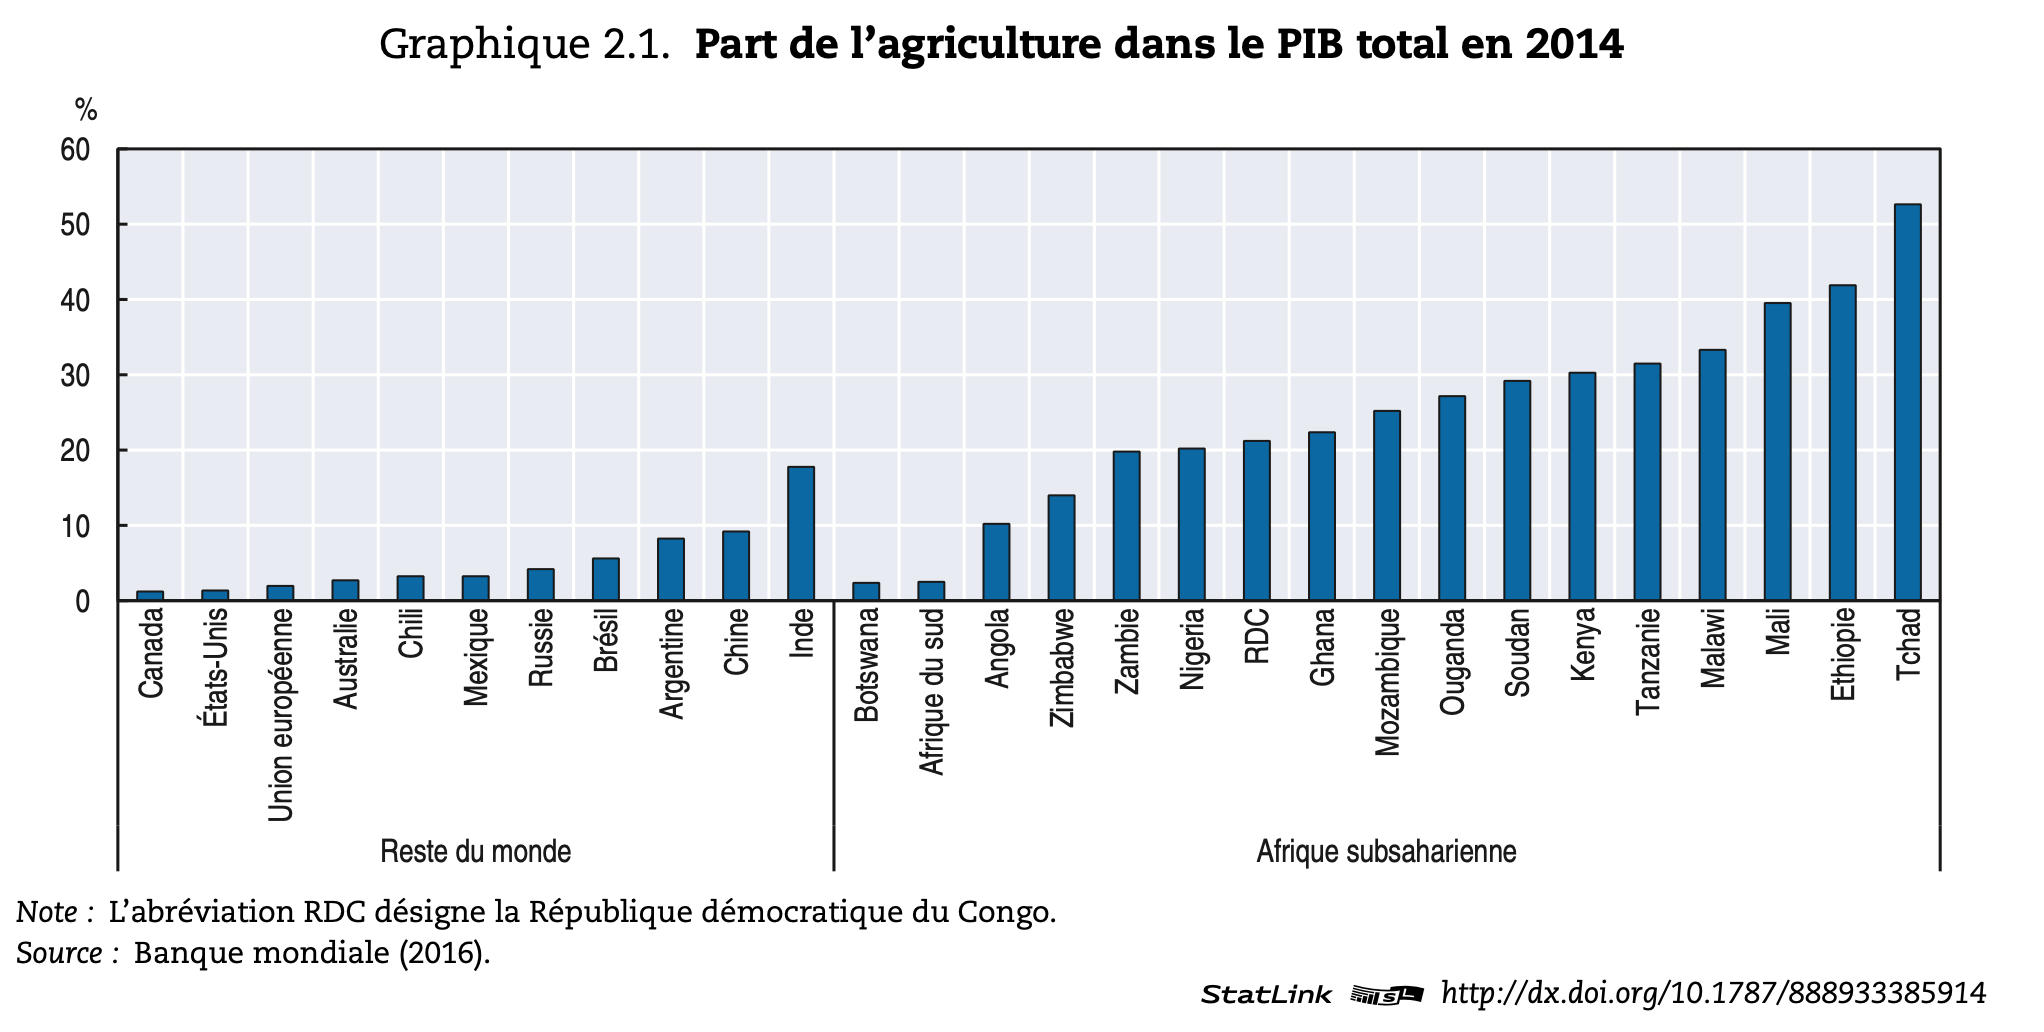 Graphique 2.1. Part de l’agriculture dans le PIB total en 2014
%
60
50
40
30
20
10
0
Canada
États-Unis
Union européenne
Australie
Chili
Mexique
Russie
Brésil
Argentine
Chine
Inde
Botswana
Afrique du sud
Angola
Zimbabwe
Zambie
Nigeria
RDC
Ghana
Mozambique
Ouganda
Soudan
Kenya
Tanzanie
Malawi
Mali
Ethiopie
Tchad
Reste du monde
Afrique subsaharienne
Note : L’abréviation RDC désigne la République démocratique du Congo.
Source : Banque mondiale (2016).
StatLink http://dx.doi.org/10.1787/888933385914